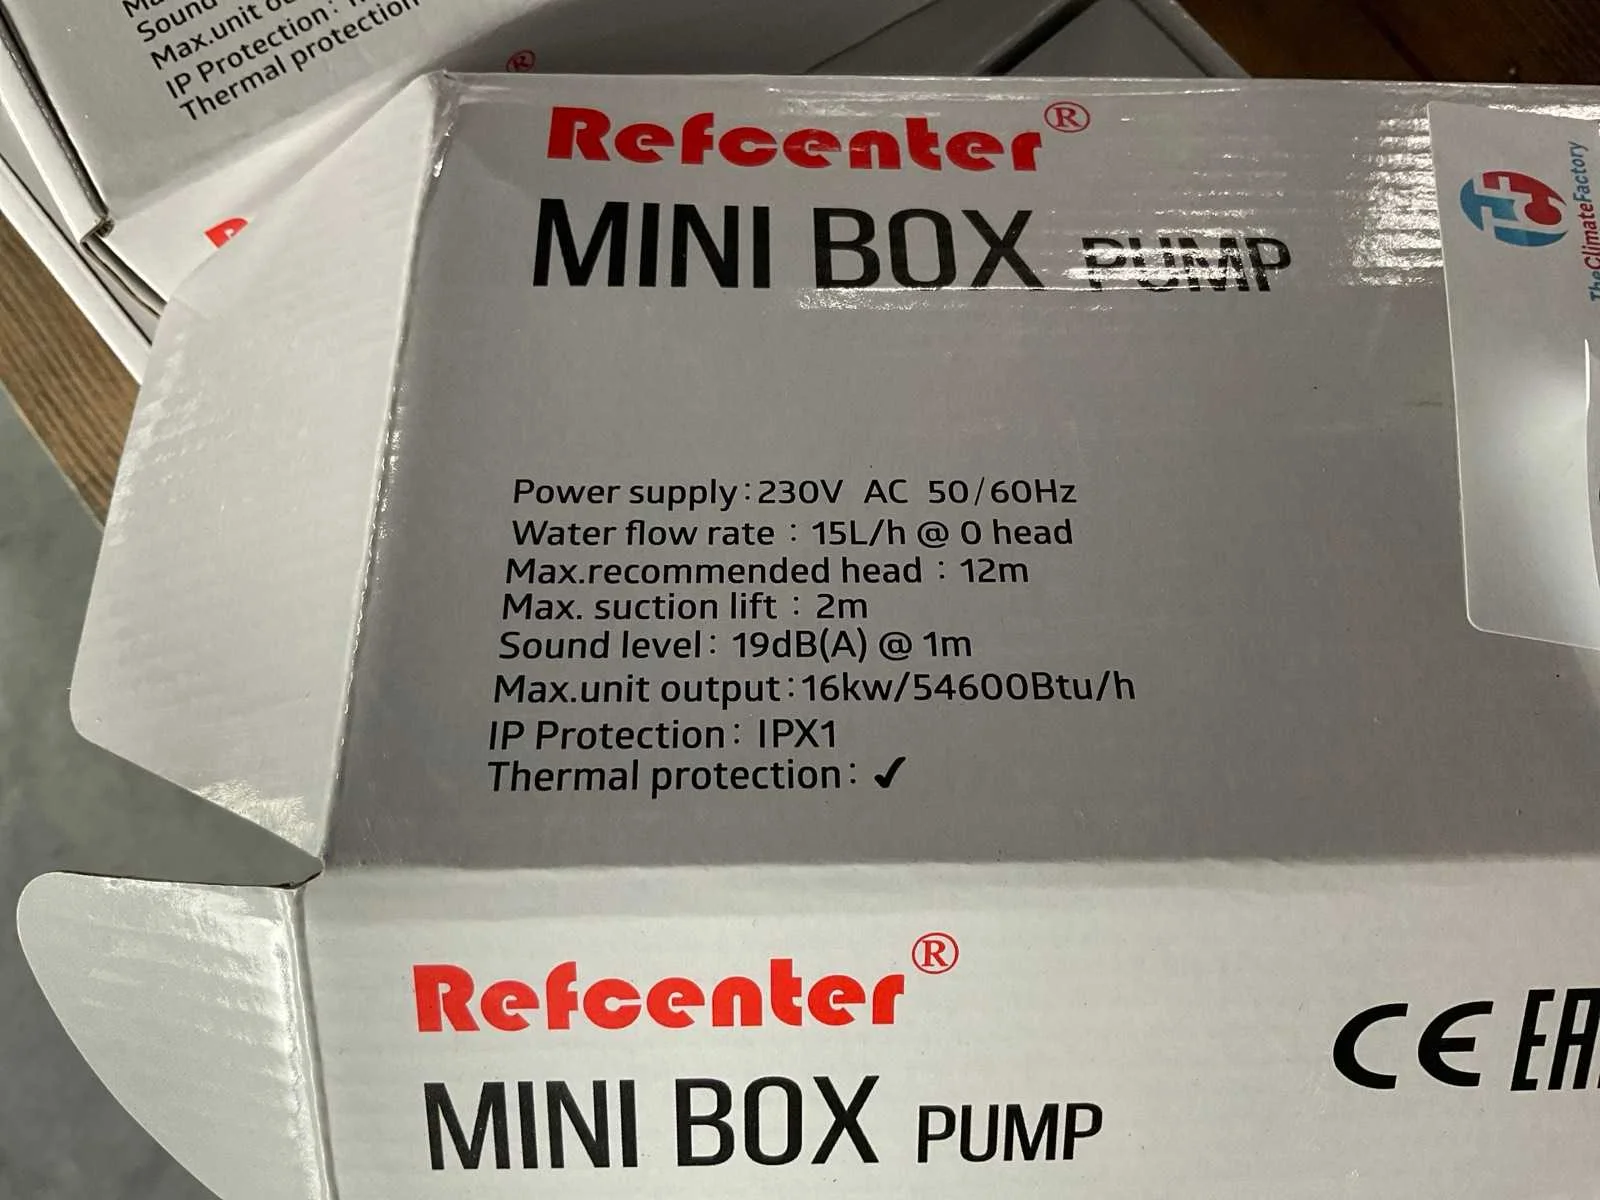 Sound
Max.unit ou
IP Protection:
Thermal protection
®
Refcenter®
MINI BOX PUMP
TheClimateFactory
Power supply:230V AC 50/60Hz
Water flow rate : 15L/h @ 0 head
Max.recommended head : 12m
Max. suction lift : 2m
Sound level: 19dB(A) @ 1m
Max.unit output:16kw/54600Btu/h
IP Protection: IPX1
Thermal protection: ✓
Refcenter®
MINI BOX PUMP
CE EAC